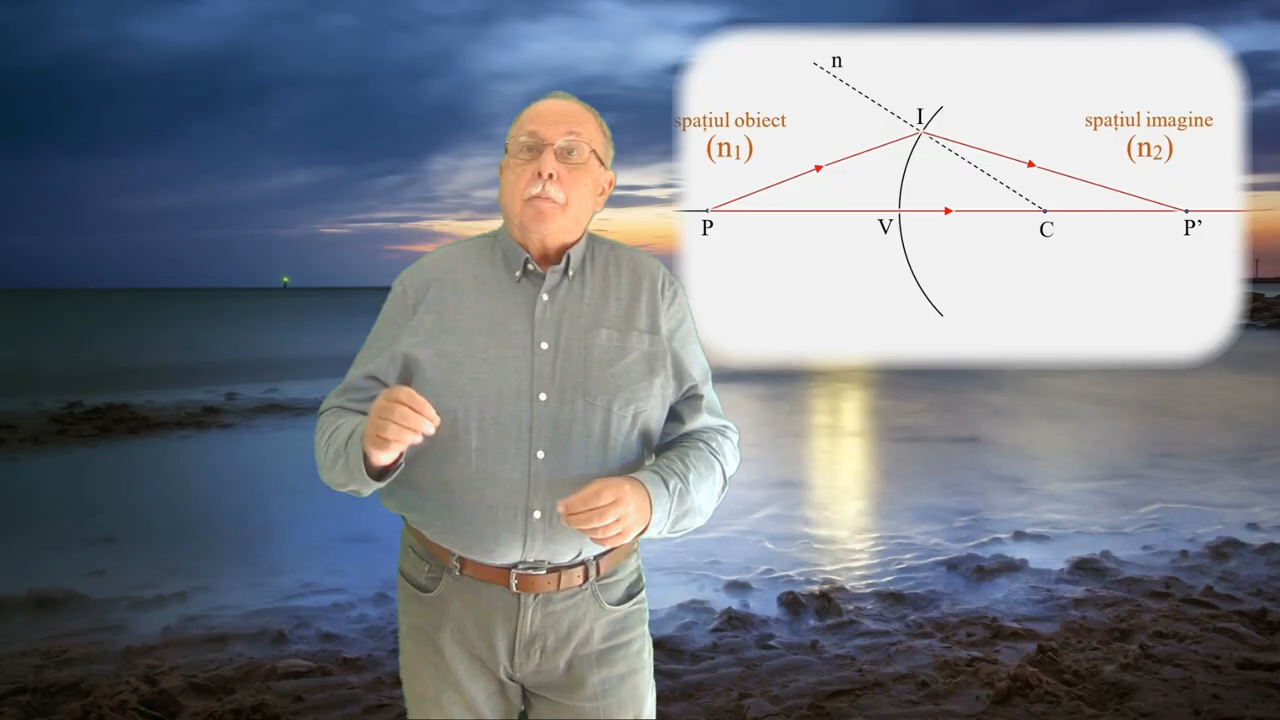 n
I
spațiul obiect
(n₁)
spațiul imagine
(n₂)
P
V
C
P’